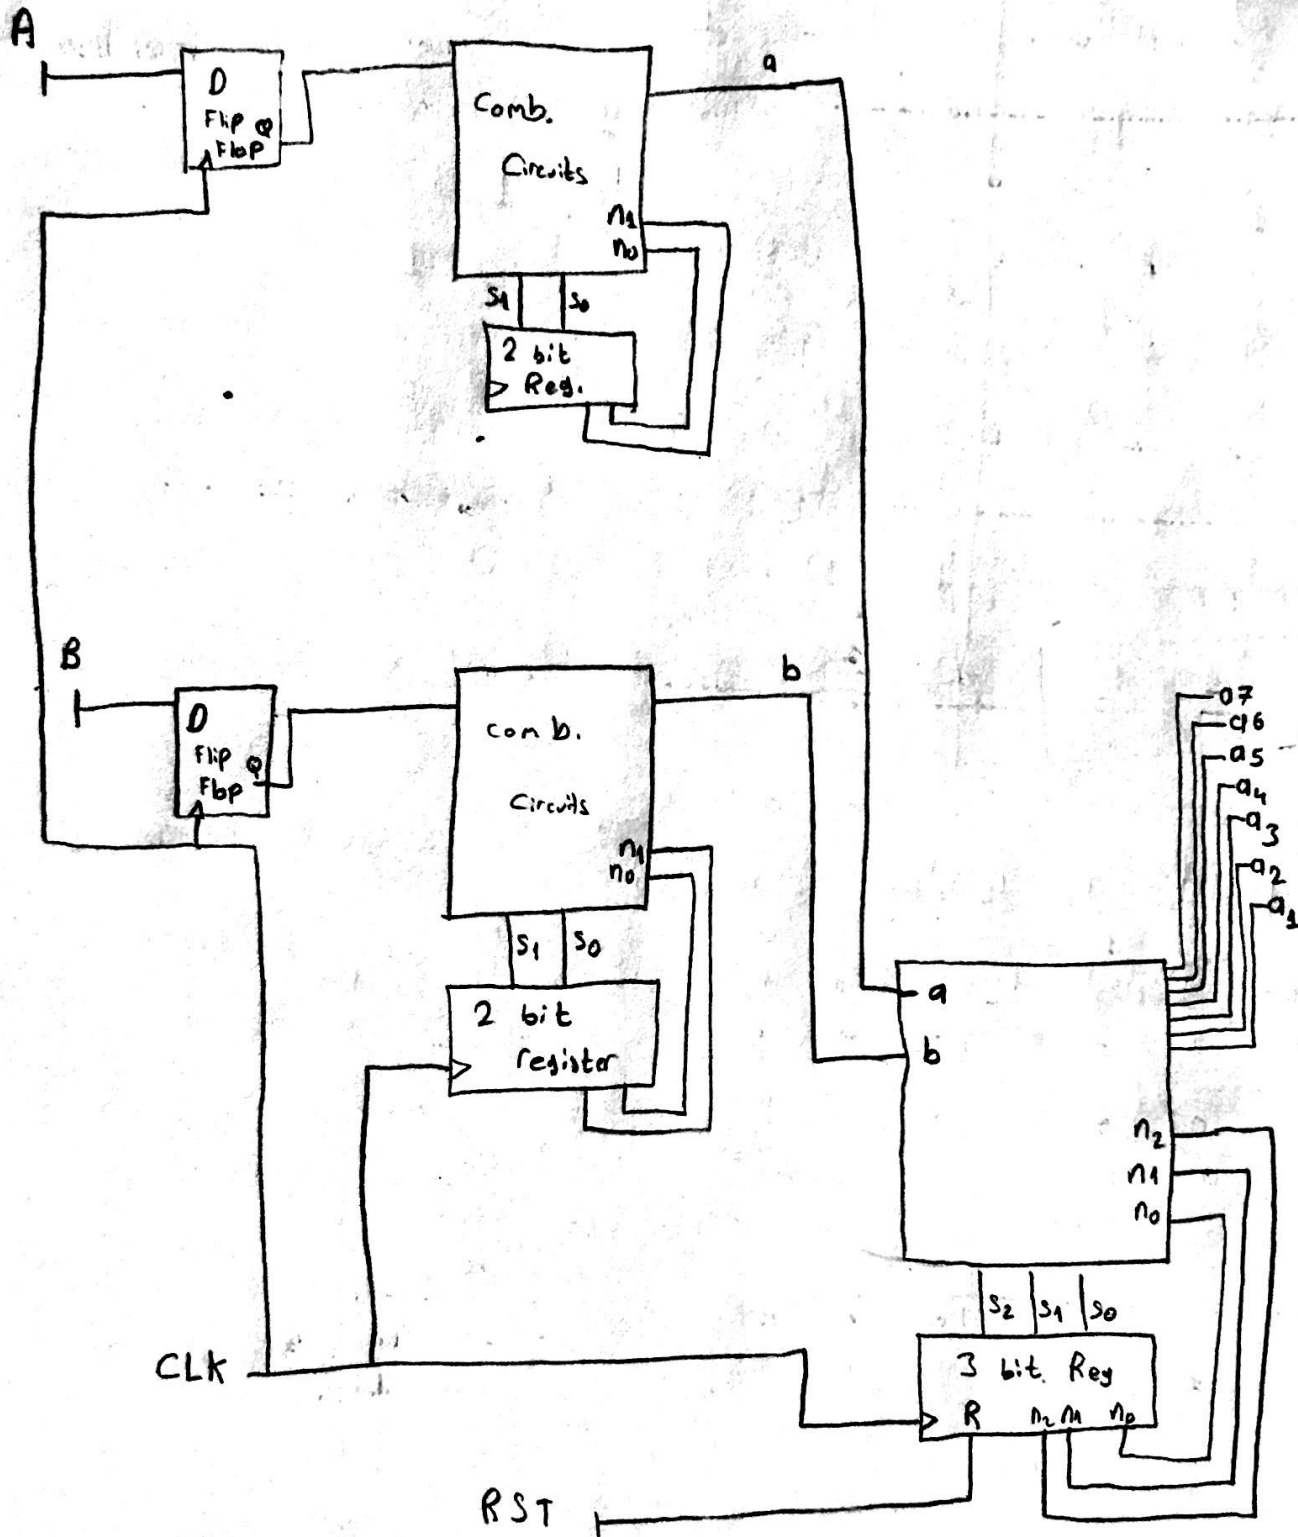 A
D
Flip Q
Flop
Comb.
Circuits
n1
n0
a
S1 S0
2 bit
Reg.
B
D
Flip Q
Flop
comb.
Circuits
n1
n0
b
S1 S0
2 bit
register
a7
a6
a5
a4
a3
a2
a1
a
b
n2
n1
n0
S2 S1 S0
3 bit. Reg
R n2 n1 n0
CLK
RST